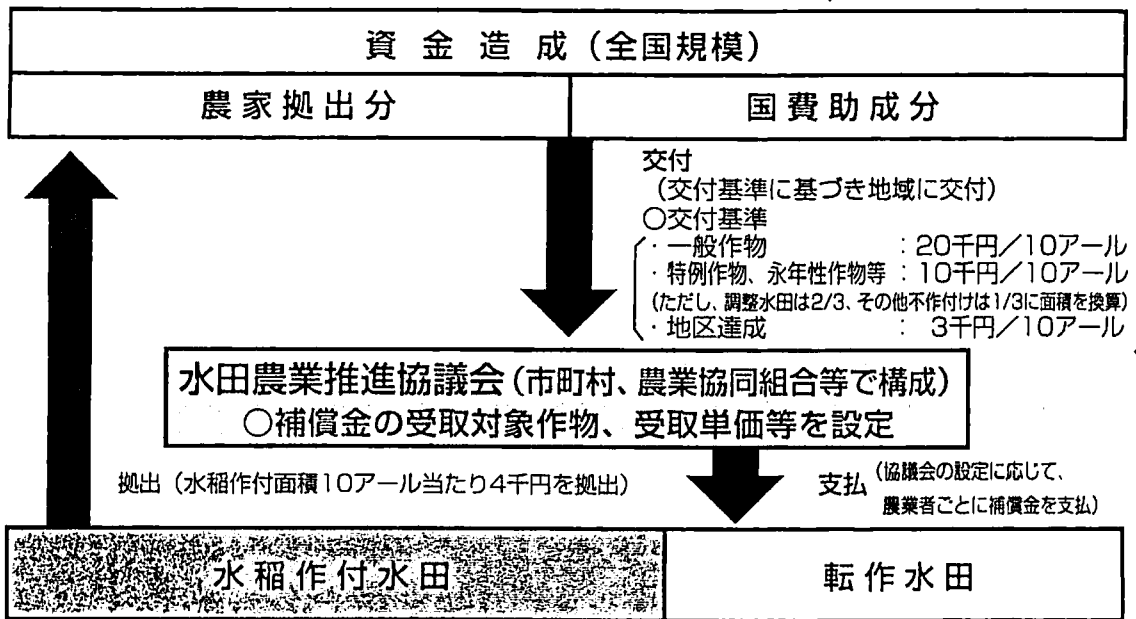 資金造成（全国規模）
農家拠出分
国費助成分
交付
（交付基準に基づき地域に交付）
○交付基準
・一般作物　：20千円／10アール
・特例作物、永年性作物等：10千円／10アール
（ただし、調整水田は2/3、その他不作付けは1/3に面積を換算）
・地区達成　：3千円／10アール
水田農業推進協議会（市町村、農業協同組合等で構成）
○補償金の受取対象作物、受取単価等を設定
拠出（水稲作付面積10アール当たり4千円を拠出）
支払（協議会の設定に応じて、
農業者ごとに補償金を支払）
水稲作付水田
転作水田